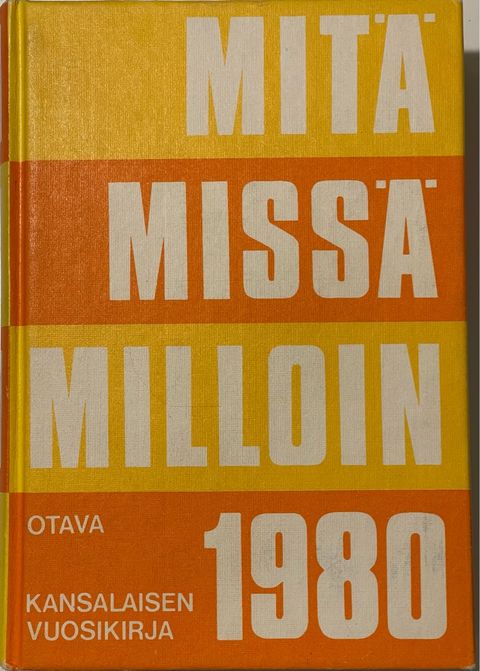 MITÄ
MISSÄ
MILLOIN
1980
OTAVA
KANSALAISEN
VUOSIKIRJA